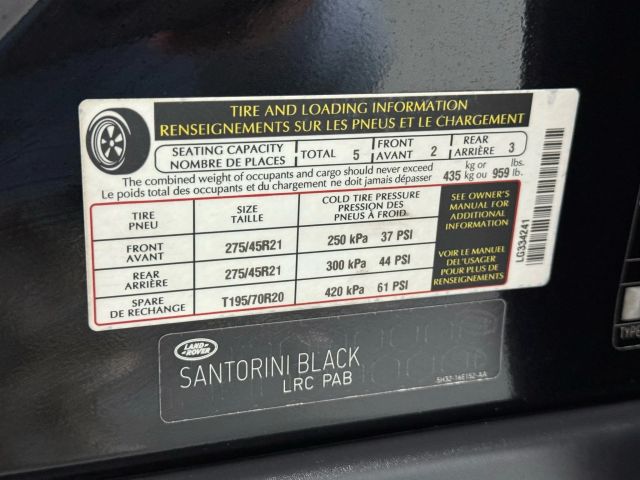 TIRE AND LOADING INFORMATION
RENSEIGNEMENTS SUR LES PNEUS ET LE CHARGEMENT
SEATING CAPACITY
NOMBRE DE PLACES
TOTAL 5
FRONT
AVANT 2
REAR
ARRIÈRE 3
The combined weight of occupants and cargo should never exceed
Le poids total des occupants et du chargement ne doit jamais dépasser
435 kg or
kg ou 959 lbs.
lb.
TIRE
PNEU
SIZE
TAILLE
COLD TIRE PRESSURE
PRESSION DES
PNEUS À FROID
FRONT
AVANT
275/45R21
250 kPa 37 PSI
REAR
ARRIÈRE
275/45R21
300 kPa 44 PSI
SPARE
DE RECHANGE
T195/70R20
420 kPa 61 PSI
SEE OWNER'S
MANUAL FOR
ADDITIONAL
INFORMATION
VOIR LE MANUEL
DEL'USAGER
POUR PLUS DE
RENSEIGNEMENTS
LG334241
LAND-
ROVER
SANTORINI BLACK
LRC PAB
5H32-16E152-AA
TYPE